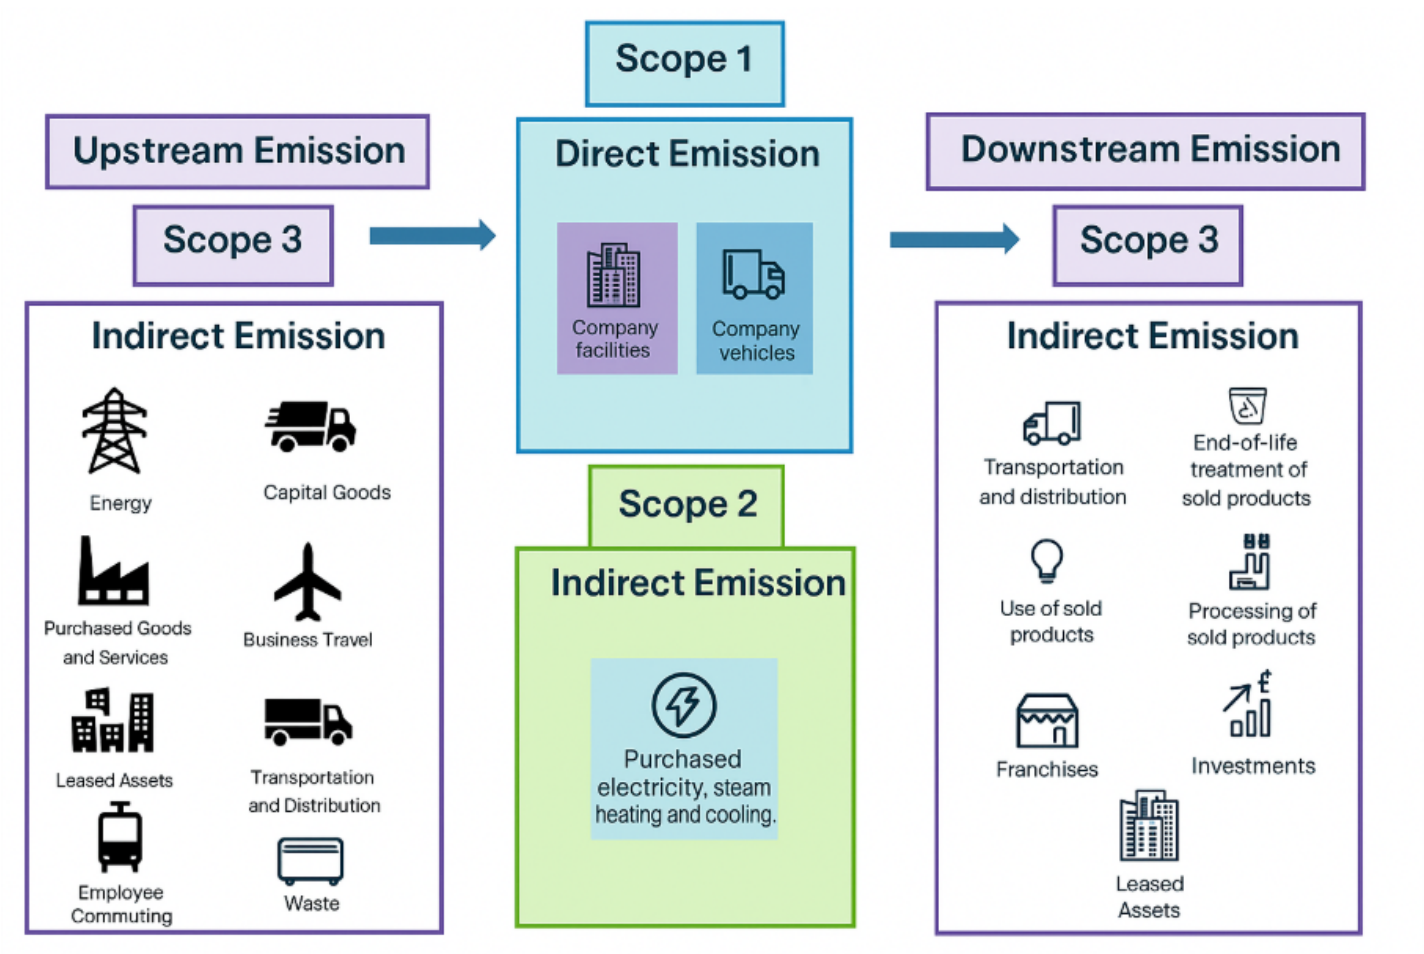 Scope 1
Upstream Emission
Scope 3
Indirect Emission
Energy
Capital Goods
Purchased Goods
and Services
Business Travel
Leased Assets
Transportation
and Distribution
Employee
Commuting
Waste
Direct Emission
Company
facilities
Company
vehicles
Scope 2
Indirect Emission
Purchased
electricity, steam
heating and cooling.
Downstream Emission
Scope 3
Indirect Emission
Transportation
and distribution
End-of-life
treatment of
sold products
Use of sold
products
Processing of
sold products
Franchises
£
Investments
Leased
Assets